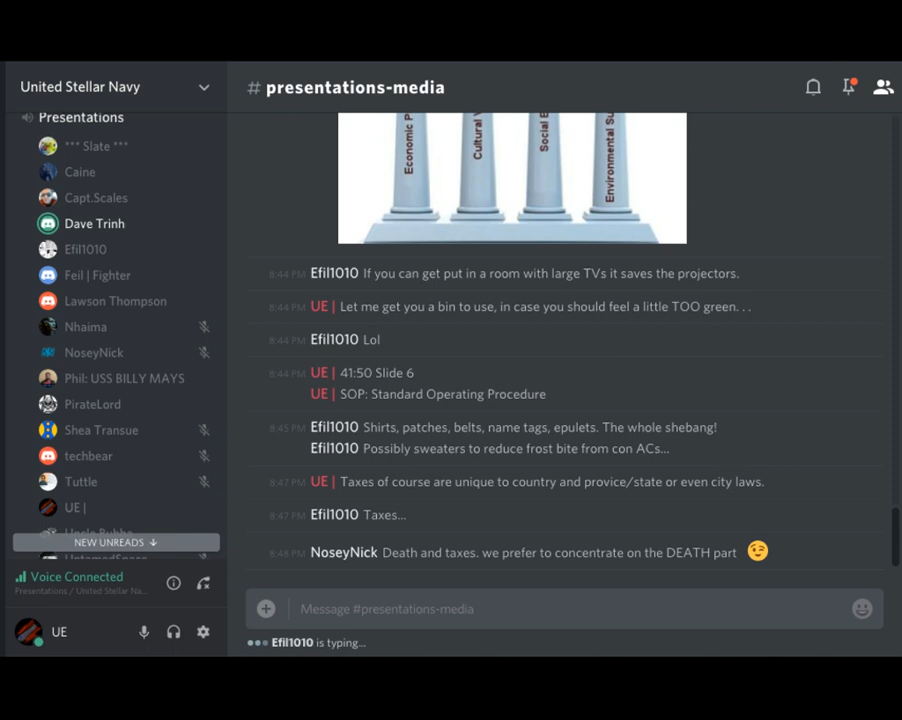 United Stellar Navy
# presentations-media
Presentations
*** Slate ***
Caine
Capt.Scales
Dave Trinh
Efil1010
Feil | Fighter
Lawson Thompson
Nhaima
NoseyNick
Phil: USS BILLY MAYS
PirateLord
Shea Transue
techbear
Tuttle
UE |
NEW UNREADS ↓
Voice Connected
Presentations / United Stellar Na...
UE
Economic P
Cultural V
Social E
Environmental Su
8:44 PM Efil1010 If you can get put in a room with large TVs it saves the projectors.
8:44 PM UE | Let me get you a bin to use, in case you should feel a little TOO green. . .
8:44 PM Efil1010 Lol
8:44 PM UE | 41:50 Slide 6
UE | SOP: Standard Operating Procedure
8:45 PM Efil1010 Shirts, patches, belts, name tags, epulets. The whole shebang!
Efil1010 Possibly sweaters to reduce frost bite from con ACs...
8:47 PM UE | Taxes of course are unique to country and provice/state or even city laws.
8:47 PM Efil1010 Taxes...
8:48 PM NoseyNick Death and taxes. we prefer to concentrate on the DEATH part 😉
Message #presentations-media
Efil1010 is typing...